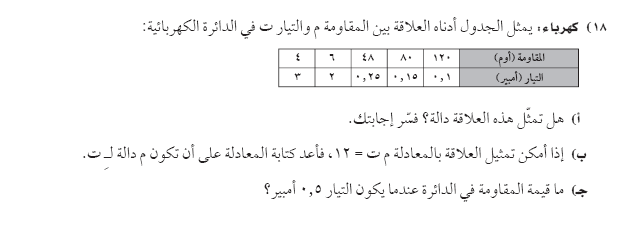 ١٨) كهرباء: يمثل الجدول أدناه العلاقة بين المقاومة م والتيار ت في الدائرة الكهربائية:
المقاومة (أوم) ١٢٠ ٨٠ ٤٨ ٦ ٤
التيار (أمبير) ٠,١ ٠,١٥ ٠,٢٥ ٢ ٣
أ) هل تمثّل هذه العلاقة دالة؟ فسّر إجابتك.
ب) إذا أمكن تمثيل العلاقة بالمعادلة م ت = ١٢، فأعد كتابة المعادلة على أن تكون م دالة لـِ ت.
جـ) ما قيمة المقاومة في الدائرة عندما يكون التيار ٠,٥ أمبير؟